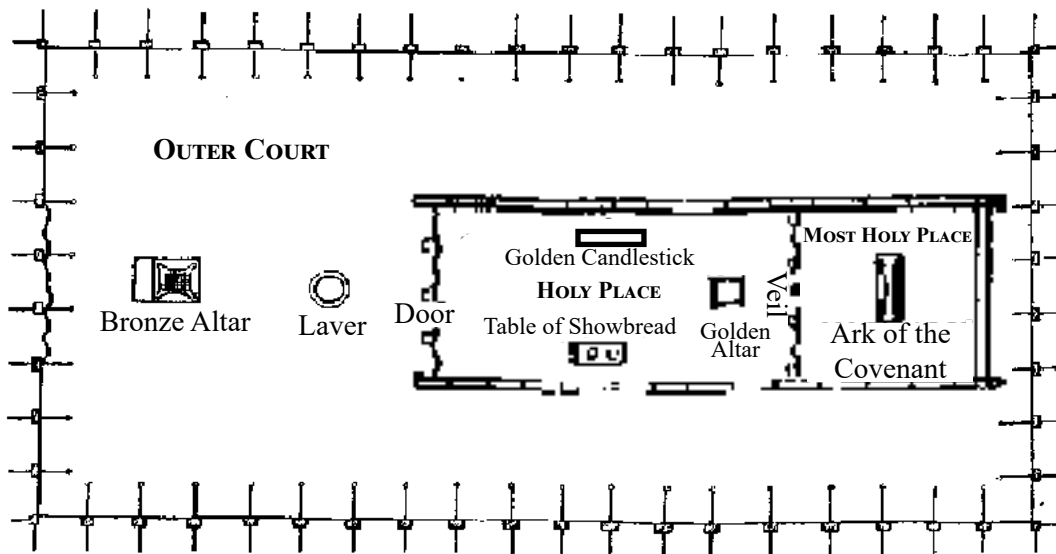 OUTER COURT
MOST HOLY PLACE
Golden Candlestick
HOLY PLACE
Veil
Bronze Altar
Laver
Door
Table of Showbread
Golden
Altar
Ark of the
Covenant